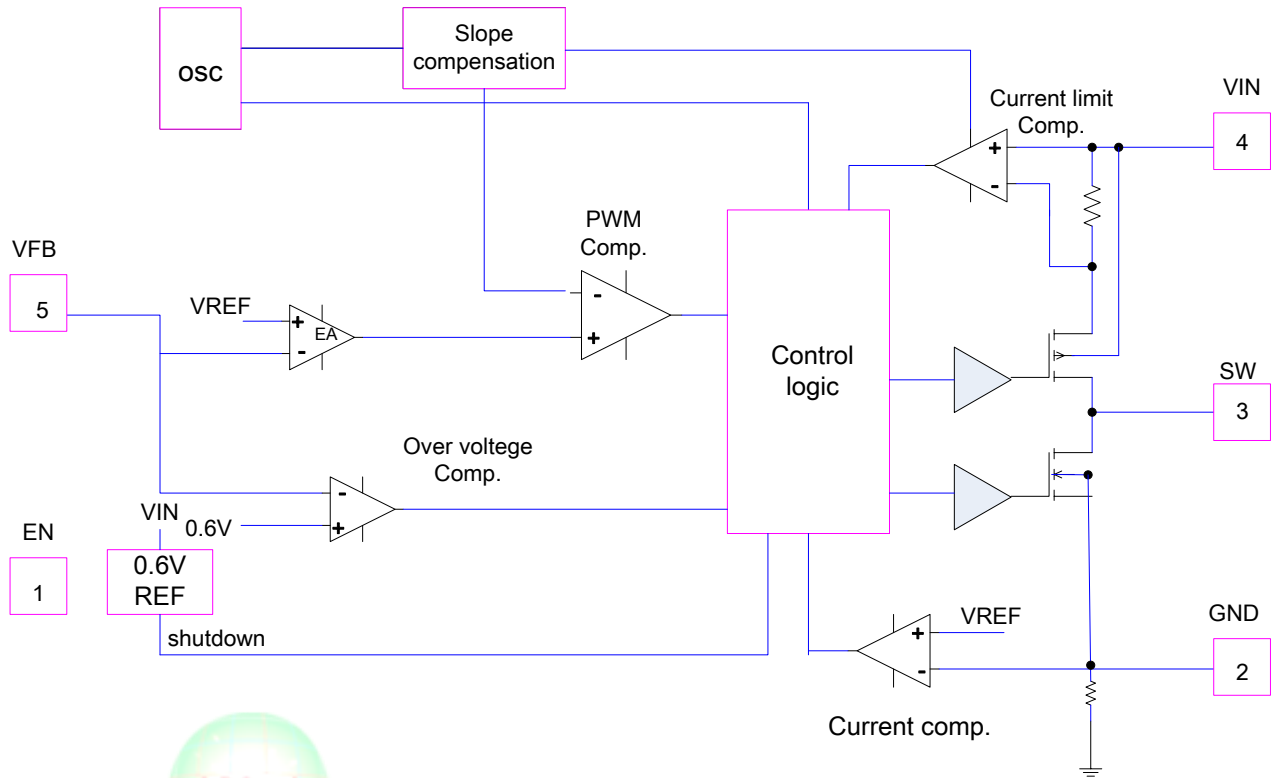 osc
Slope
compensation
Current limit
Comp.
VIN
4
+
-
PWM
Comp.
VFB
5
VREF
+
-
EA
-
+
Control
logic
SW
3
Over voltege
Comp.
-
+
VIN
0.6V
EN
1
0.6V
REF
shutdown
VREF
+
-
GND
2
Current comp.